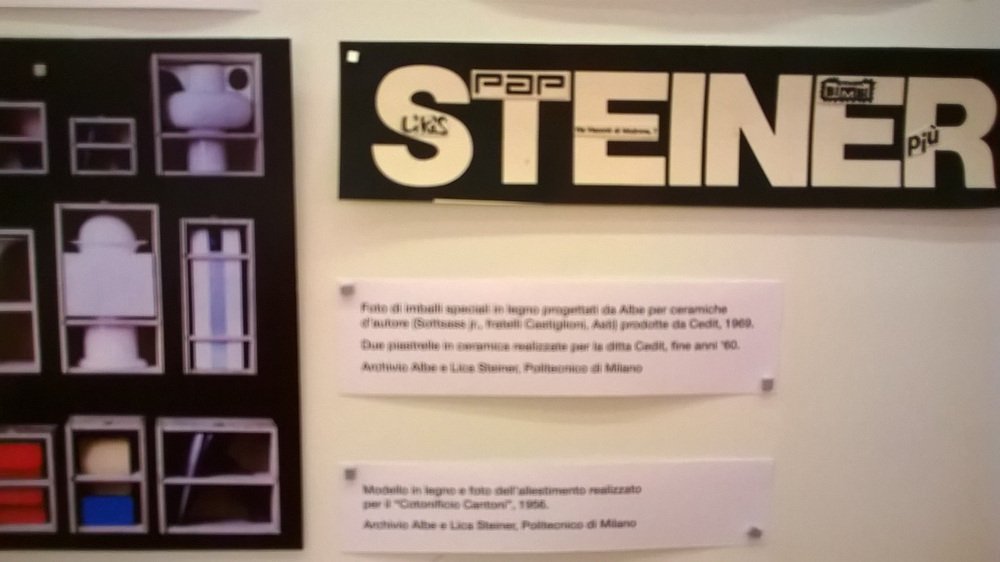 STEINER
PAP
LiKiS
BIME
più
Foto di imballi speciali in legno progettati da Albe per ceramiche
d'autore (Sottsass jr., fratelli Castiglioni, Asti) prodotte da Cedit, 1969.
Due piastrelle in ceramica realizzate per la ditta Cedit, fine anni '60.
Archivio Albe e Lica Steiner, Politecnico di Milano
Modello in legno e foto dell'allestimento realizzato
per il "Cotonificio Cantoni", 1956.
Archivio Albe e Lica Steiner, Politecnico di Milano